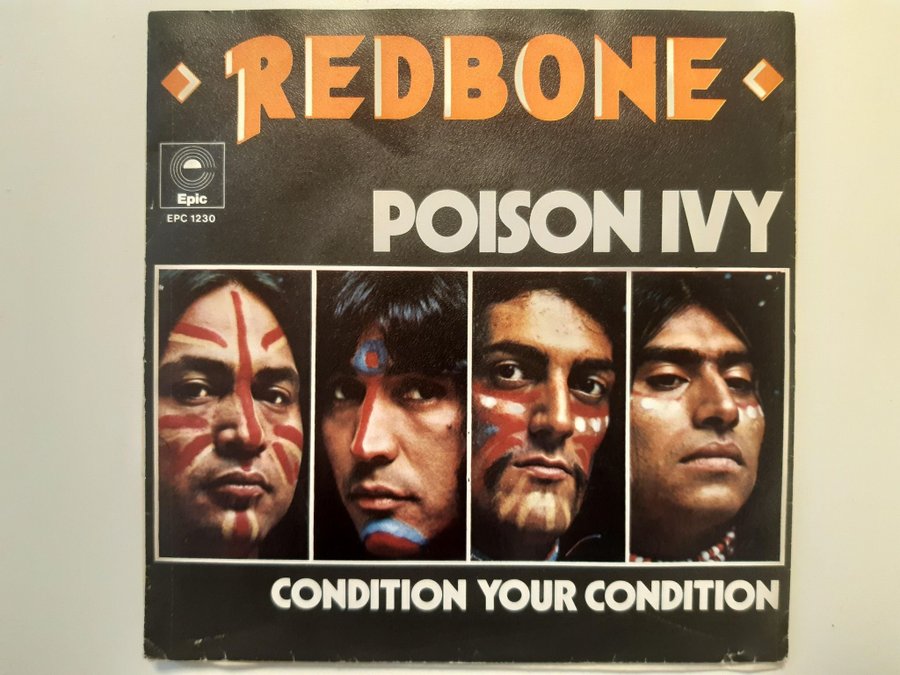 REDBONE
Epic
EPC 1230
POISON IVY
CONDITION YOUR CONDITION